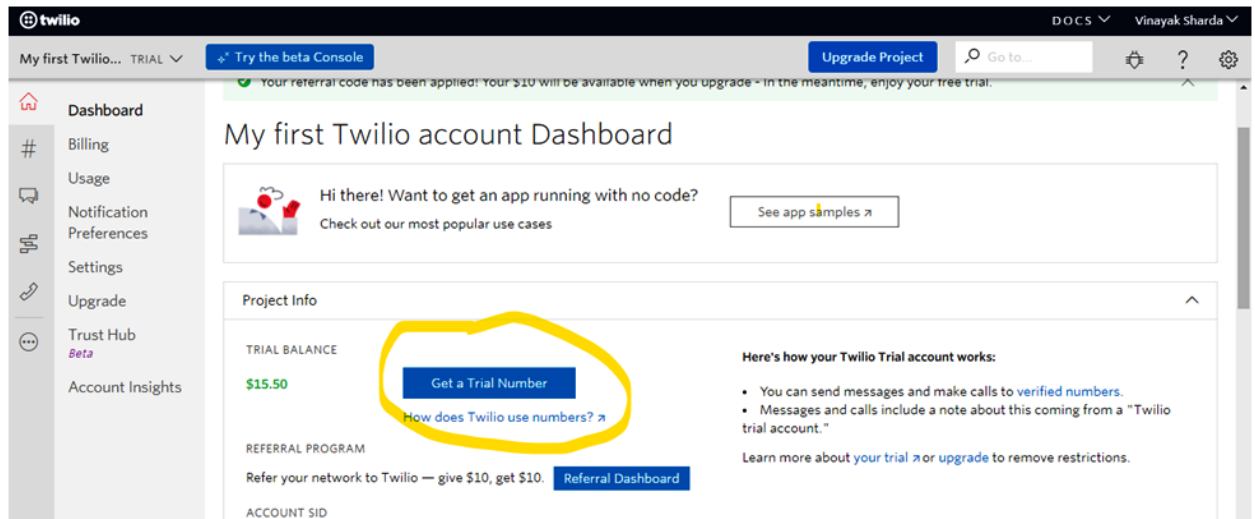 twilio
DOCS
Vinayak Sharda
My first Twilio... TRIAL
Try the beta Console
Upgrade Project
Go to...
Your referral code has been applied! Your $10 will be available when you upgrade - in the meantime, enjoy your free trial.
Dashboard
Billing
Usage
Notification
Preferences
Settings
Upgrade
Trust Hub
Beta
Account Insights
My first Twilio account Dashboard
Hi there! Want to get an app running with no code?
Check out our most popular use cases
See app samples
Project Info
TRIAL BALANCE
$15.50
Get a Trial Number
How does Twilio use numbers?
REFERRAL PROGRAM
Refer your network to Twilio — give $10, get $10.
Referral Dashboard
ACCOUNT SID
Here's how your Twilio Trial account works:
• You can send messages and make calls to verified numbers.
• Messages and calls include a note about this coming from a "Twilio
trial account."
Learn more about your trial or upgrade to remove restrictions.